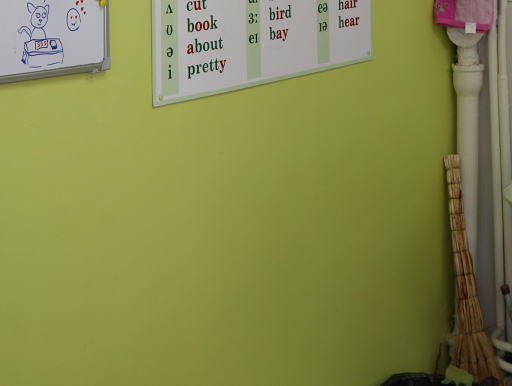 ʌ cut
ʊ book
ə about
i pretty
ɜː bird
eɪ bay
eə hair
ɪə hear